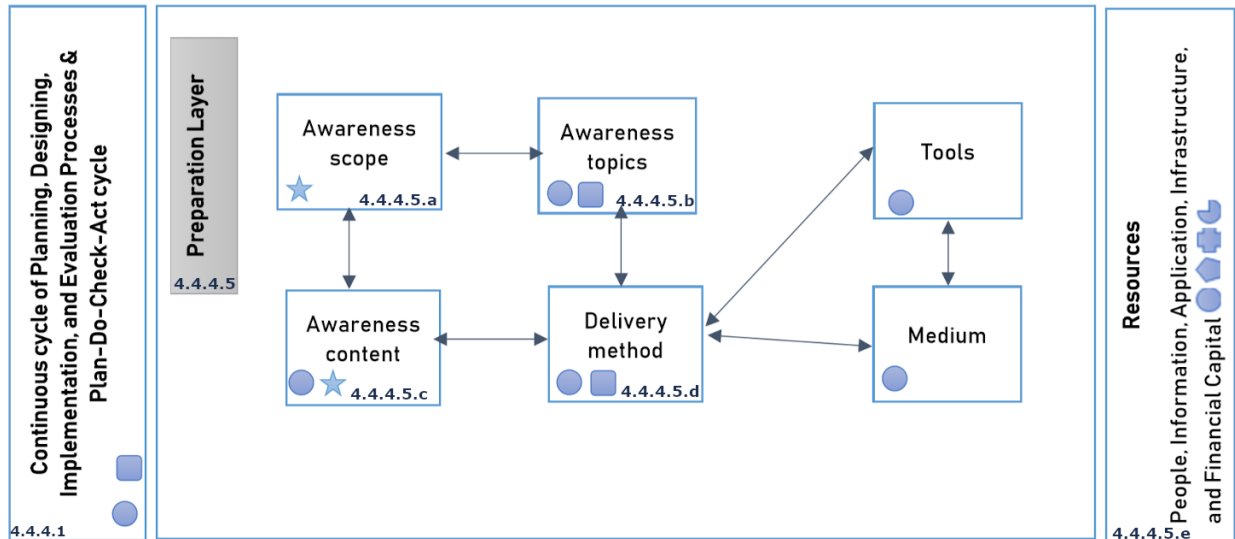 Continuous cycle of Planning, Designing,
Implementation, and Evaluation Processes &
Plan-Do-Check-Act cycle
4.4.4.1
Preparation Layer
4.4.4.5
Awareness
scope
4.4.4.5.a
Awareness
topics
4.4.4.5.b
Tools
Awareness
content
4.4.4.5.c
Delivery
method
4.4.4.5.d
Medium
Resources
People, Information, Application, Infrastructure,
and Financial Capital
4.4.4.5.e